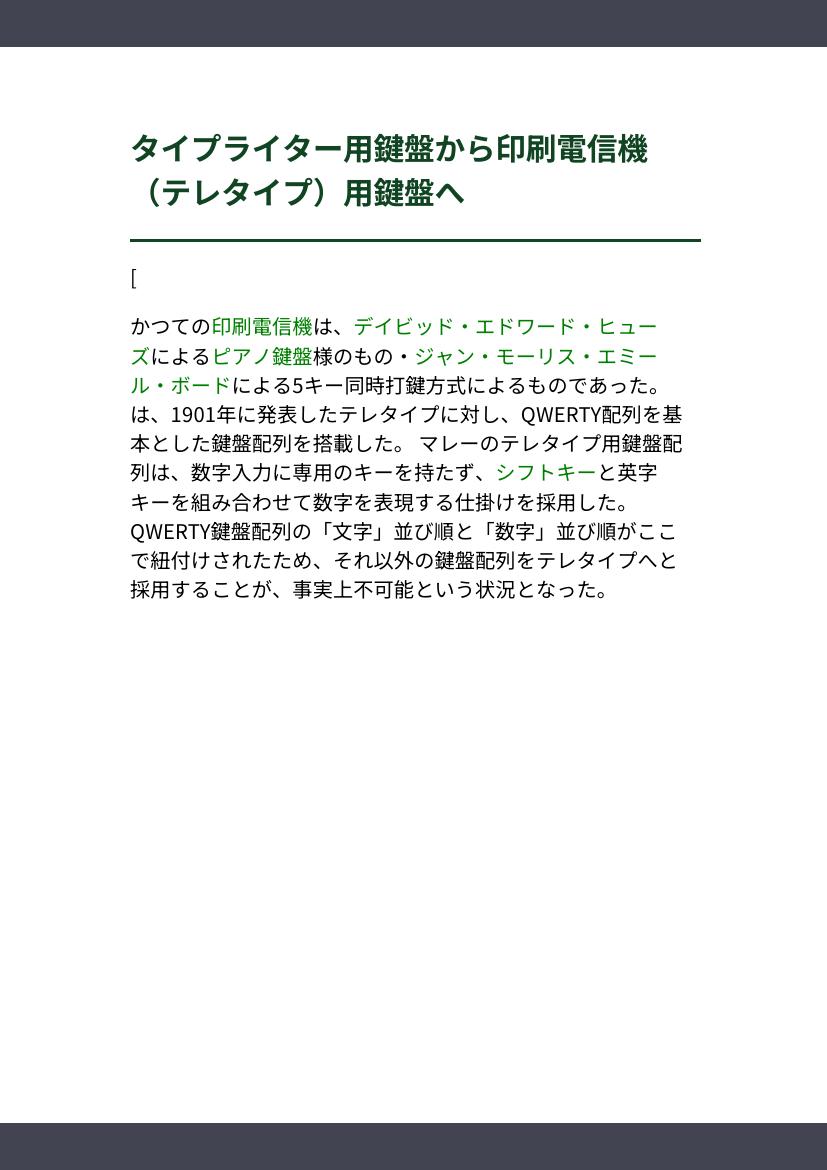 タイプライター用鍵盤から印刷電信機
（テレタイプ）用鍵盤へ
[
かつての印刷電信機は、デイビッド・エドワード・ヒュー
ズによるピアノ鍵盤様のもの・ジャン・モーリス・エミー
ル・ボードによる5キー同時打鍵方式によるものであった。
は、1901年に発表したテレタイプに対し、QWERTY配列を基
本とした鍵盤配列を搭載した。 マレーのテレタイプ用鍵盤配
列は、数字入力に専用のキーを持たず、シフトキーと英字
キーを組み合わせて数字を表現する仕掛けを採用した。
QWERTY鍵盤配列の「文字」並び順と「数字」並び順がここ
で紐付けされたため、それ以外の鍵盤配列をテレタイプへと
採用することが、事実上不可能という状況となった。